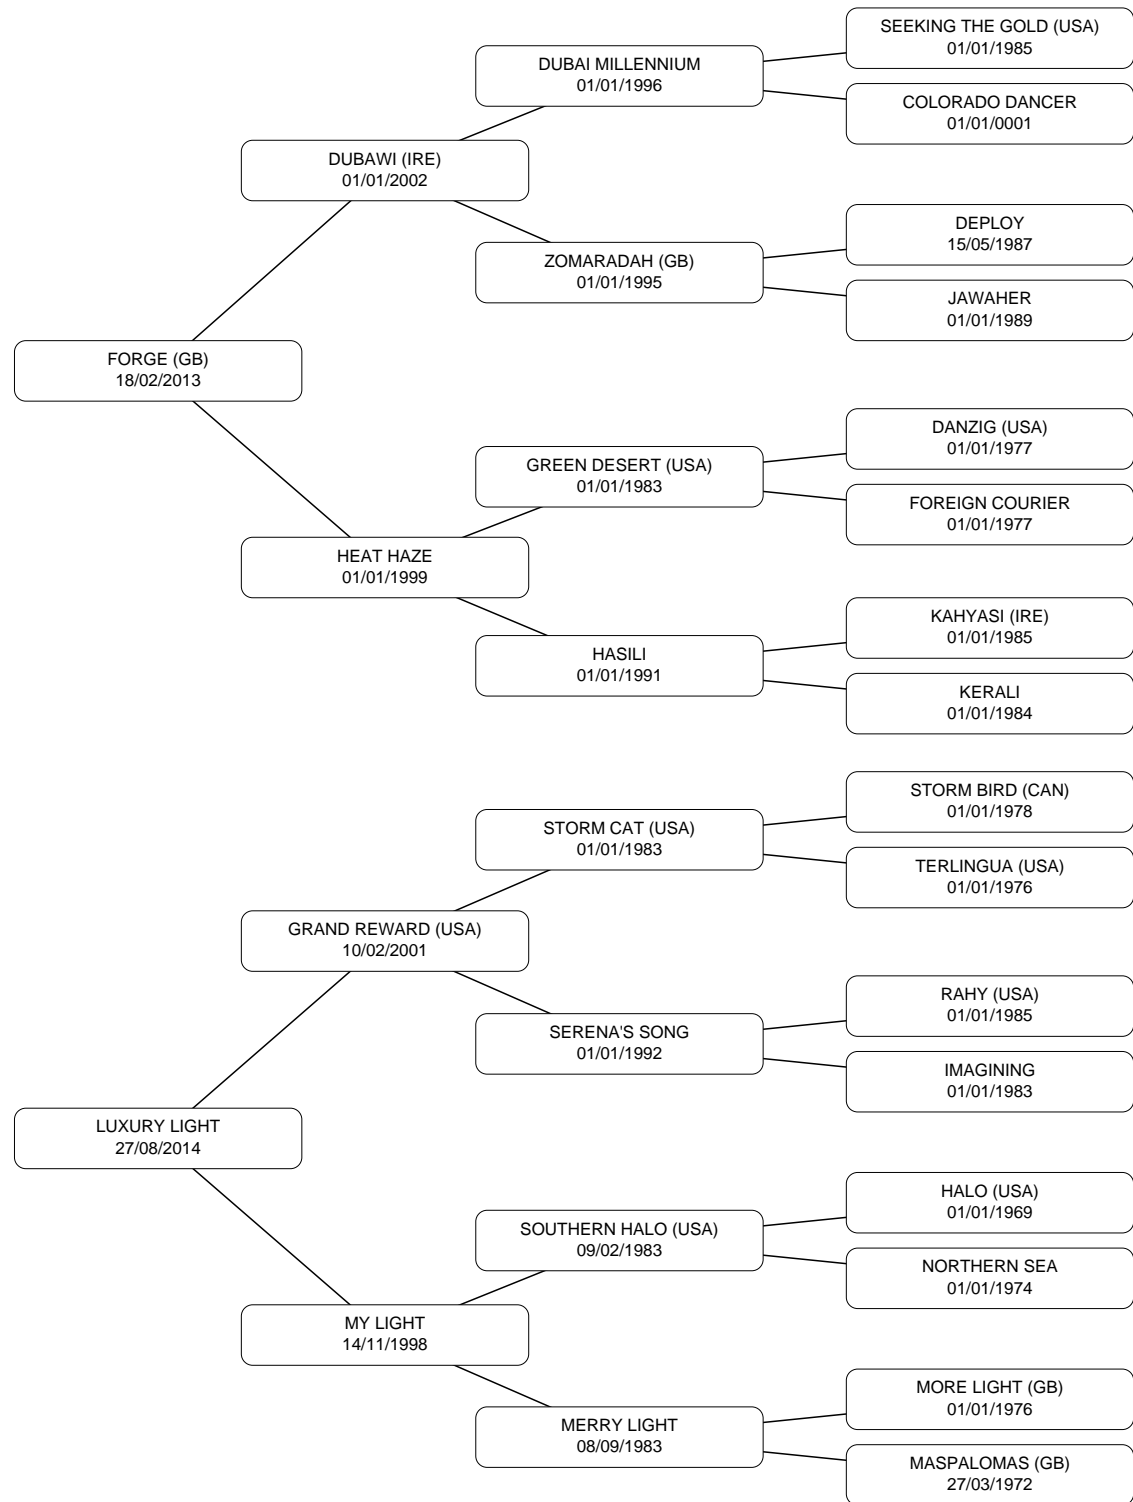 SEEKING THE GOLD (USA)
01/01/1985
DUBAI MILLENNIUM
01/01/1996
COLORADO DANCER
01/01/0001
DUBAWI (IRE)
01/01/2002
DEPLOY
15/05/1987
ZOMARADAH (GB)
01/01/1995
JAWAHER
01/01/1989
FORGE (GB)
18/02/2013
DANZIG (USA)
01/01/1977
GREEN DESERT (USA)
01/01/1983
FOREIGN COURIER
01/01/1977
HEAT HAZE
01/01/1999
KAHYASI (IRE)
01/01/1985
HASILI
01/01/1991
KERALI
01/01/1984
STORM BIRD (CAN)
01/01/1978
STORM CAT (USA)
01/01/1983
TERLINGUA (USA)
01/01/1976
GRAND REWARD (USA)
10/02/2001
RAHY (USA)
01/01/1985
SERENA'S SONG
01/01/1992
IMAGINING
01/01/1983
LUXURY LIGHT
27/08/2014
HALO (USA)
01/01/1969
SOUTHERN HALO (USA)
09/02/1983
NORTHERN SEA
01/01/1974
MY LIGHT
14/11/1998
MORE LIGHT (GB)
01/01/1976
MERRY LIGHT
08/09/1983
MASPALOMAS (GB)
27/03/1972